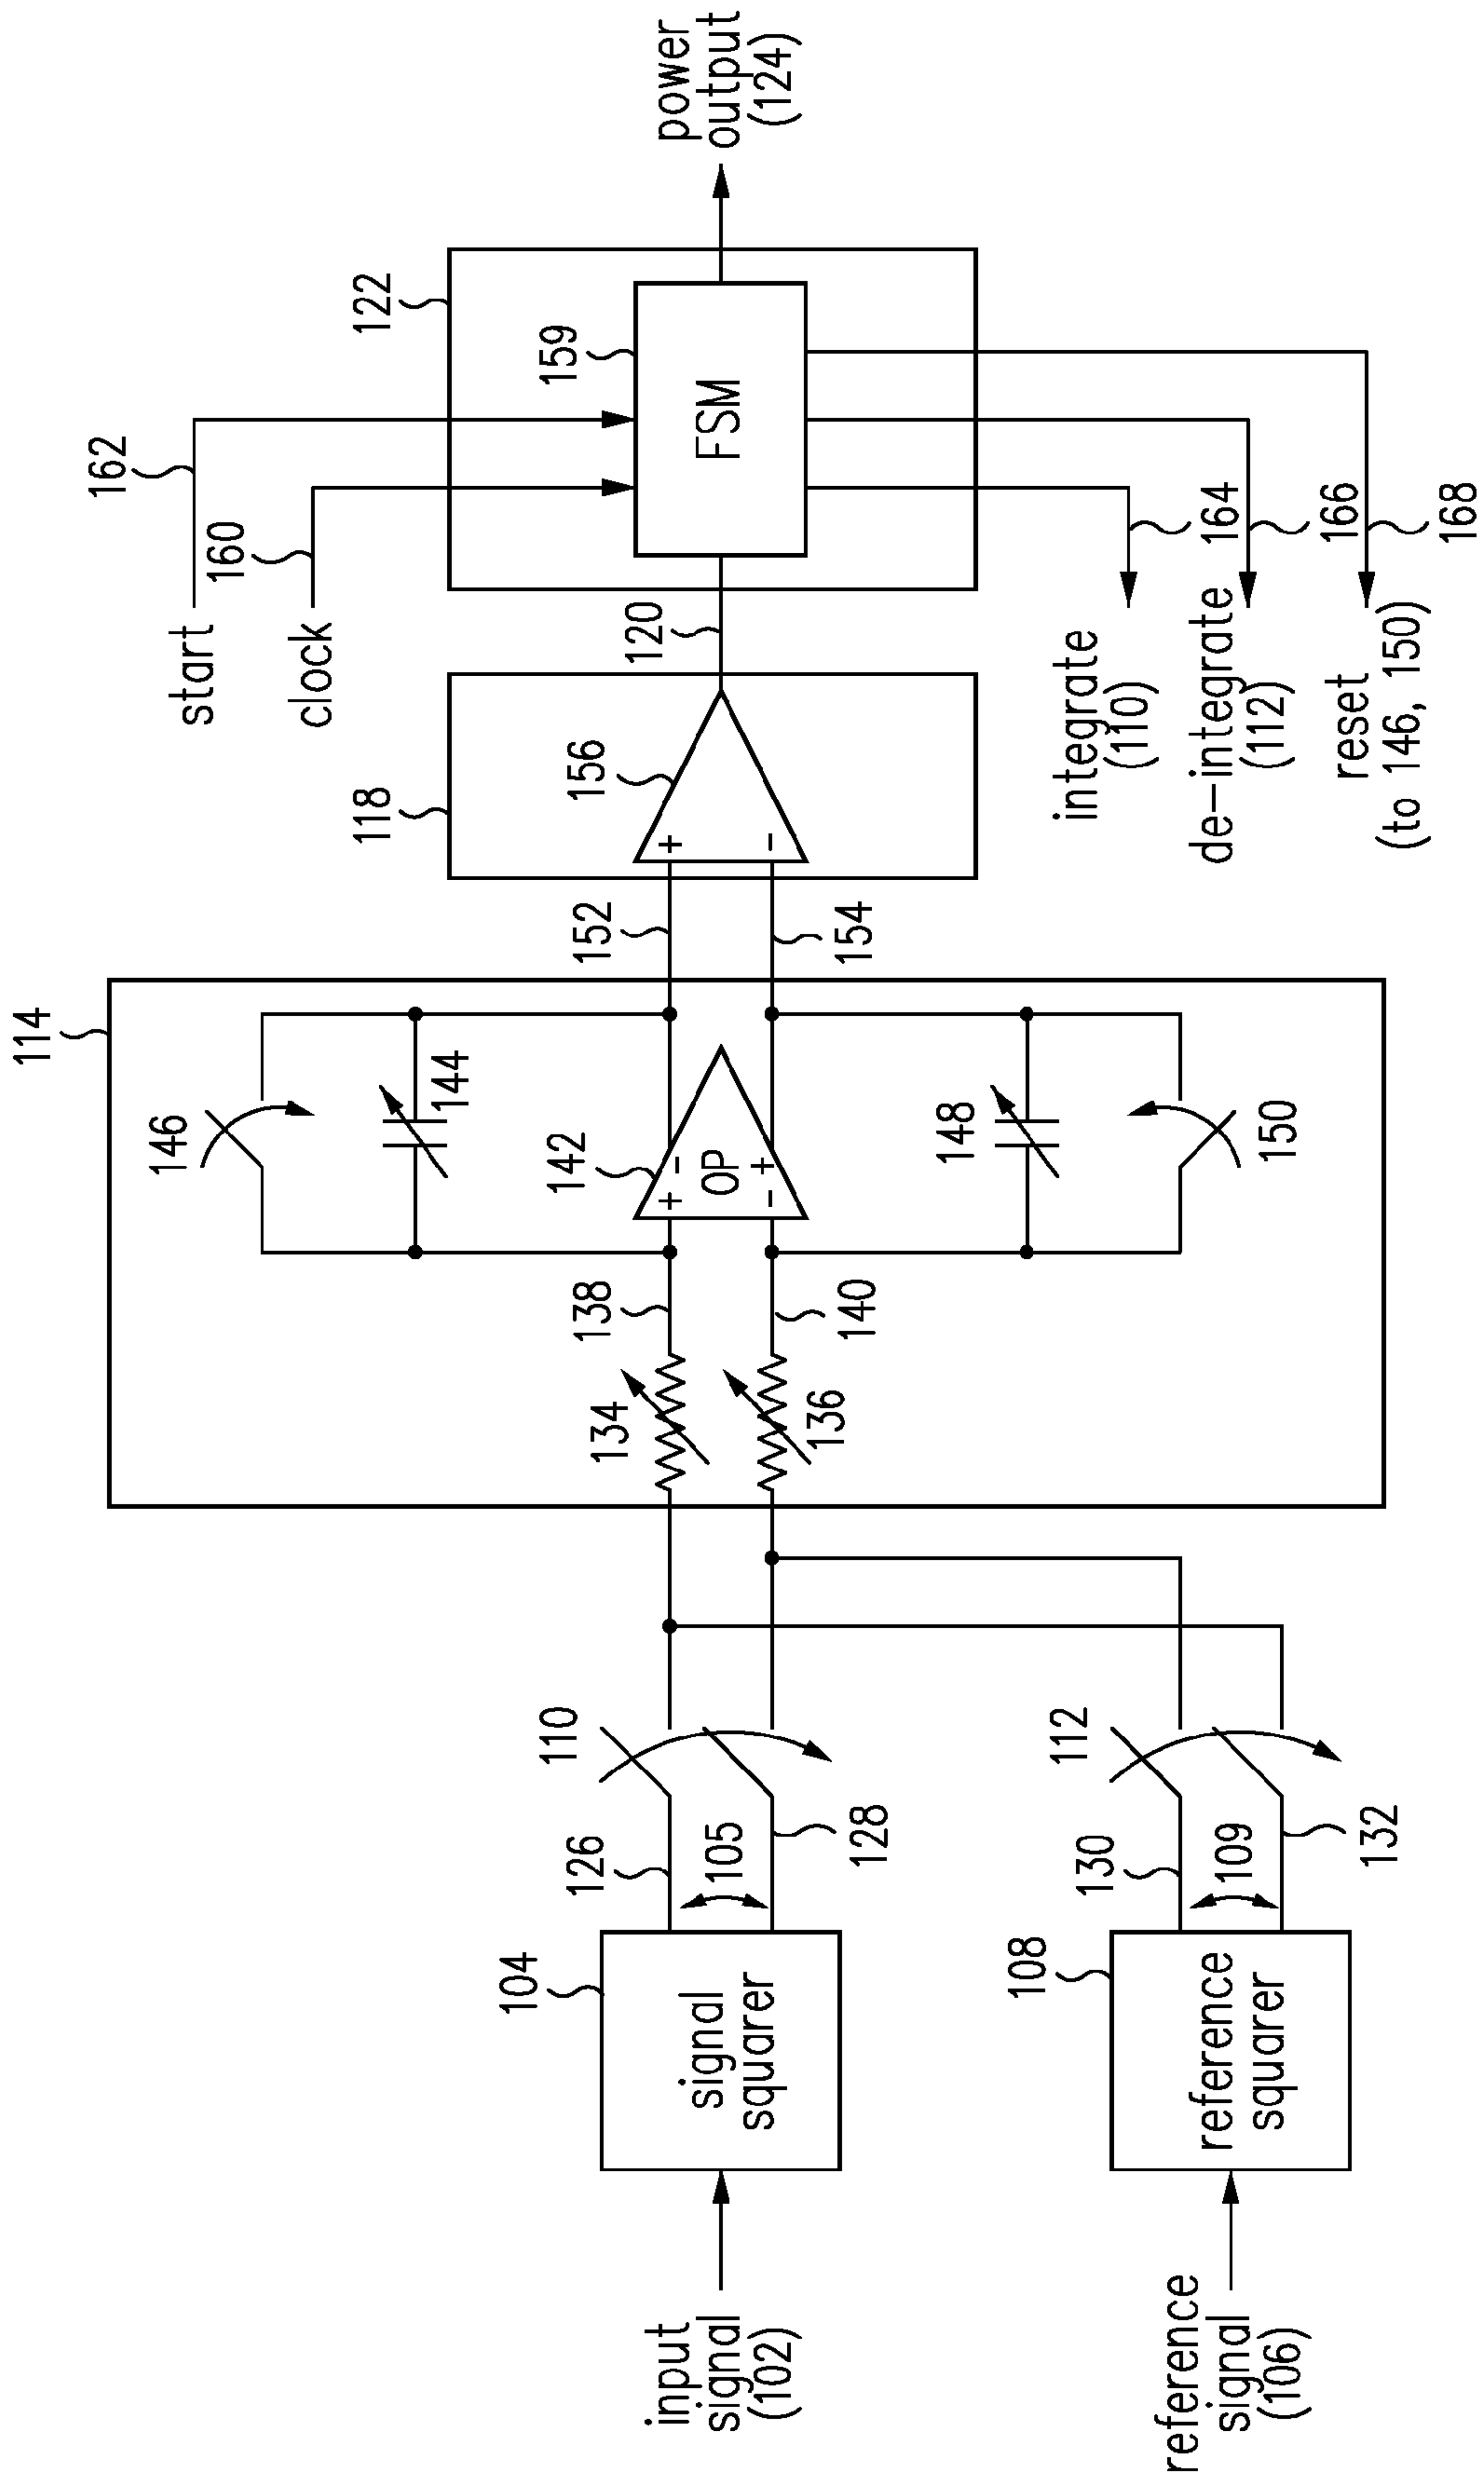 input
signal
(102)
reference
signal
(106)
104
signal
squarer
108
reference
squarer
126
105
128
110
130
109
132
112
114
134
136
138
140
142
+ -
OP
- +
144
146
148
150
152
154
118
156
+
-
120
122
159
FSM
start
162
clock
160
power
output
(124)
integrate
(110)
164
de-integrate
(112)
166
reset
(to 146, 150)
168